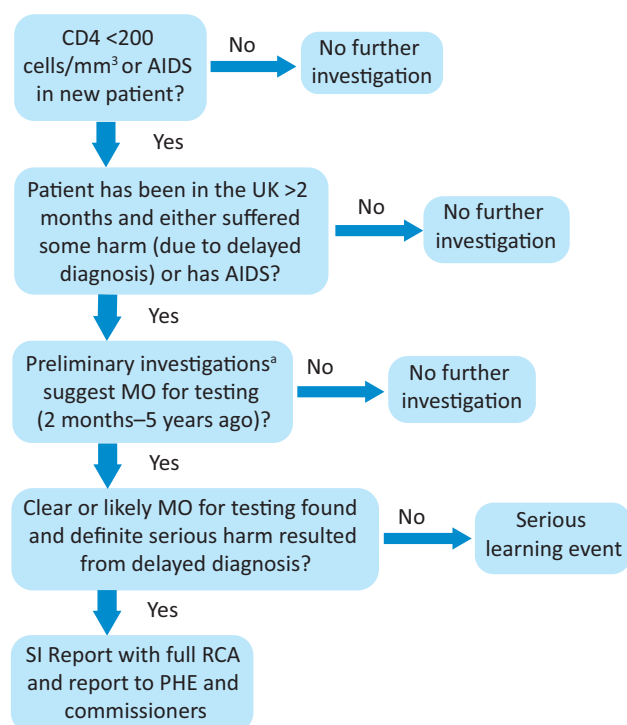 CD4 <200
cells/mm³ or AIDS
in new patient?
No
No further
investigation
Yes
Patient has been in the UK >2
months and either suffered
some harm (due to delayed
diagnosis) or has AIDS?
No
No further
investigation
Yes
Preliminary investigationsᵃ
suggest MO for testing
(2 months–5 years ago)?
No
No further
investigation
Yes
Clear or likely MO for testing found
and definite serious harm resulted
from delayed diagnosis?
No
Serious
learning event
Yes
SI Report with full RCA
and report to PHE and
commissioners